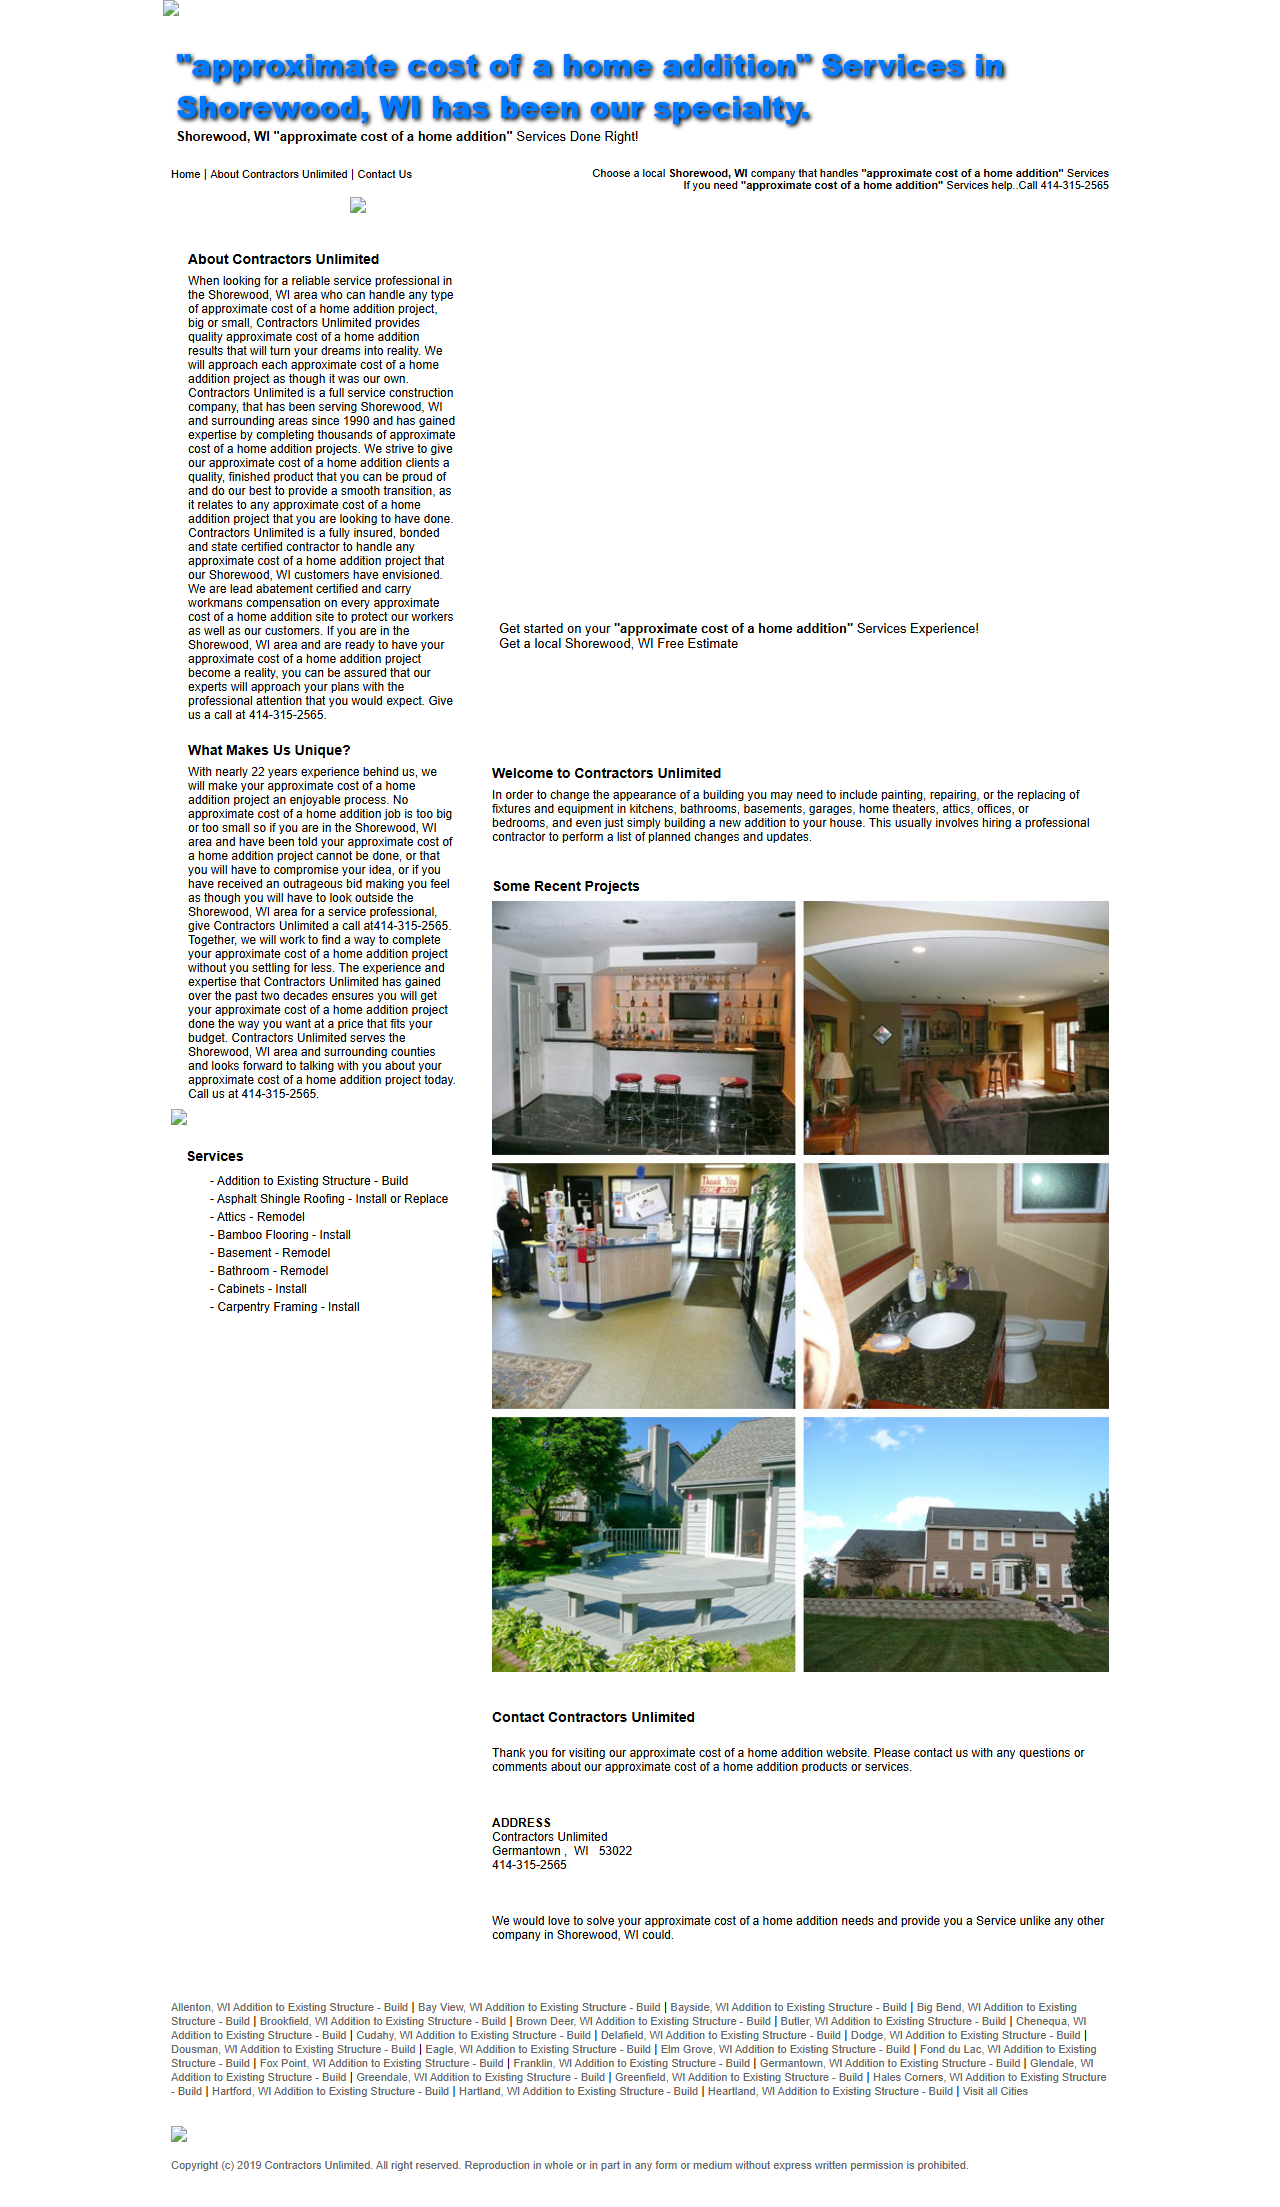 "approximate cost of a home addition" Services in
Shorewood, WI has been our specialty.
Shorewood, WI "approximate cost of a home addition" Services Done Right!
Home | About Contractors Unlimited | Contact Us
Choose a local Shorewood, WI company that handles "approximate cost of a home addition" Services
If you need "approximate cost of a home addition" Services help..Call 414-315-2565
About Contractors Unlimited
When looking for a reliable service professional in
the Shorewood, WI area who can handle any type
of approximate cost of a home addition project,
big or small, Contractors Unlimited provides
quality approximate cost of a home addition
results that will turn your dreams into reality. We
will approach each approximate cost of a home
addition project as though it was our own.
Contractors Unlimited is a full service construction
company, that has been serving Shorewood, WI
and surrounding areas since 1990 and has gained
expertise by completing thousands of approximate
cost of a home addition projects. We strive to give
our approximate cost of a home addition clients a
quality, finished product that you can be proud of
and do our best to provide a smooth transition, as
it relates to any approximate cost of a home
addition project that you are looking to have done.
Contractors Unlimited is a fully insured, bonded
and state certified contractor to handle any
approximate cost of a home addition project that
our Shorewood, WI customers have envisioned.
We are lead abatement certified and carry
workmans compensation on every approximate
cost of a home addition site to protect our workers
as well as our customers. If you are in the
Shorewood, WI area and are ready to have your
approximate cost of a home addition project
become a reality, you can be assured that our
experts will approach your plans with the
professional attention that you would expect. Give
us a call at 414-315-2565.
What Makes Us Unique?
With nearly 22 years experience behind us, we
will make your approximate cost of a home
addition project an enjoyable process. No
approximate cost of a home addition job is too big
or too small so if you are in the Shorewood, WI
area and have been told your approximate cost of
a home addition project cannot be done, or that
you will have to compromise your idea, or if you
have received an outrageous bid making you feel
as though you will have to look outside the
Shorewood, WI area for a service professional,
give Contractors Unlimited a call at414-315-2565.
Together, we will work to find a way to complete
your approximate cost of a home addition project
without you settling for less. The experience and
expertise that Contractors Unlimited has gained
over the past two decades ensures you will get
your approximate cost of a home addition project
done the way you want at a price that fits your
budget. Contractors Unlimited serves the
Shorewood, WI area and surrounding counties
and looks forward to talking with you about your
approximate cost of a home addition project today.
Call us at 414-315-2565.
Services
- Addition to Existing Structure - Build
- Asphalt Shingle Roofing - Install or Replace
- Attics - Remodel
- Bamboo Flooring - Install
- Basement - Remodel
- Bathroom - Remodel
- Cabinets - Install
- Carpentry Framing - Install
Get started on your "approximate cost of a home addition" Services Experience!
Get a local Shorewood, WI Free Estimate
Welcome to Contractors Unlimited
In order to change the appearance of a building you may need to include painting, repairing, or the replacing of
fixtures and equipment in kitchens, bathrooms, basements, garages, home theaters, attics, offices, or
bedrooms, and even just simply building a new addition to your house. This usually involves hiring a professional
contractor to perform a list of planned changes and updates.
Some Recent Projects
Thank You
COME AGAIN
GIFT CARD
Contact Contractors Unlimited
Thank you for visiting our approximate cost of a home addition website. Please contact us with any questions or
comments about our approximate cost of a home addition products or services.
ADDRESS
Contractors Unlimited
Germantown , WI 53022
414-315-2565
We would love to solve your approximate cost of a home addition needs and provide you a Service unlike any other
company in Shorewood, WI could.
Allenton, WI Addition to Existing Structure - Build | Bay View, WI Addition to Existing Structure - Build | Bayside, WI Addition to Existing Structure - Build | Big Bend, WI Addition to Existing
Structure - Build | Brookfield, WI Addition to Existing Structure - Build | Brown Deer, WI Addition to Existing Structure - Build | Butler, WI Addition to Existing Structure - Build | Chenequa, WI
Addition to Existing Structure - Build | Cudahy, WI Addition to Existing Structure - Build | Delafield, WI Addition to Existing Structure - Build | Dodge, WI Addition to Existing Structure - Build |
Dousman, WI Addition to Existing Structure - Build | Eagle, WI Addition to Existing Structure - Build | Elm Grove, WI Addition to Existing Structure - Build | Fond du Lac, WI Addition to Existing
Structure - Build | Fox Point, WI Addition to Existing Structure - Build | Franklin, WI Addition to Existing Structure - Build | Germantown, WI Addition to Existing Structure - Build | Glendale, WI
Addition to Existing Structure - Build | Greendale, WI Addition to Existing Structure - Build | Greenfield, WI Addition to Existing Structure - Build | Hales Corners, WI Addition to Existing Structure
- Build | Hartford, WI Addition to Existing Structure - Build | Hartland, WI Addition to Existing Structure - Build | Heartland, WI Addition to Existing Structure - Build | Visit all Cities
Copyright (c) 2019 Contractors Unlimited. All right reserved. Reproduction in whole or in part in any form or medium without express written permission is prohibited.